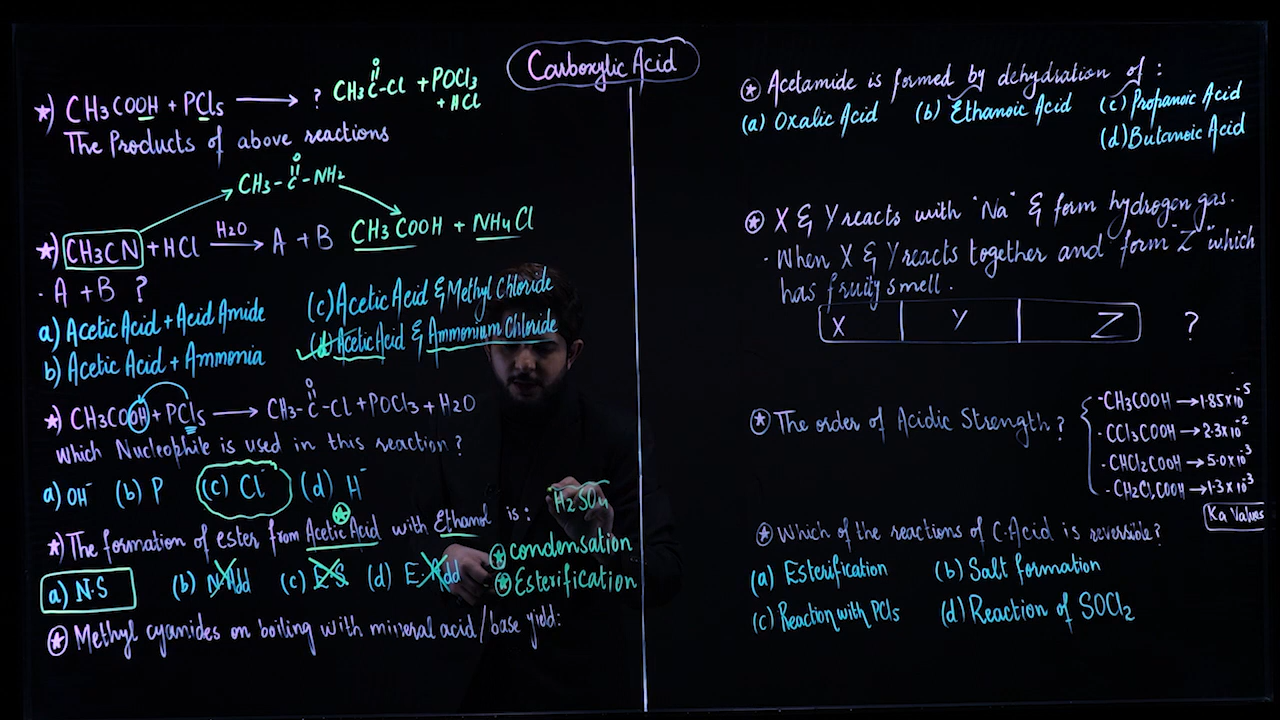 Carboxylic Acid
*) CH3COOH + PCl5 ⟶ ? CH3-C-Cl + POCl3
O
+ HCl
The Products of above reactions
O
CH3-C-NH2
*) CH3CN + HCl H2O⟶ A + B CH3COOH + NH4Cl
· A + B ?
a) Acetic Acid + Acid Amide
(c) Acetic Acid & Methyl Chloride
b) Acetic Acid + Ammonia
(d) Acetic Acid & Ammonium Chloride
O
*) CH3COOH + PCl5 ⟶ CH3-C-Cl + POCl3 + H2O
Which Nucleophile is used in this reaction ?
a) OH⁻ (b) P (c) Cl⁻ (d) H⁻
H2SO4
*) The formation of ester from Acetic Acid with Ethanol is :
* condensation
* Esterification
a) N·S (b) N·Add (c) E·S (d) E·Add
* Methyl cyanides on boiling with mineral acid/base yield:
* Acetamide is formed by dehydration of :
(a) Oxalic Acid (b) Ethanoic Acid (c) Propanoic Acid
(d) Butanoic Acid
* X & Y reacts with "Na" & form hydrogen gas.
· When X & Y reacts together and form "Z" which
has fruity smell .
X Y Z ?
* The order of Acidic Strength ?
- CH3COOH → 1.85×10⁻⁵
· CCl3COOH → 2.3×10⁻²
· CHCl2COOH → 5.0×10⁻³
- CH2Cl,COOH → 1.3×10⁻³
Ka Values
* Which of the reactions of C.Acid is reversible?
(a) Esterification (b) Salt formation
(c) Reaction with PCl5 (d) Reaction of SOCl2